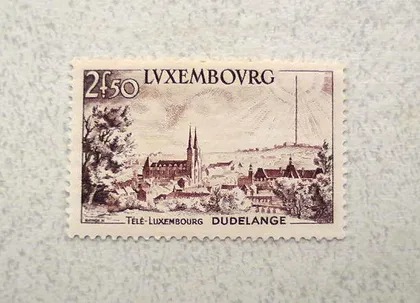 2F50 LVXEMBOVRG
TÉLÉ-LUXEMBOURG DUDELANGE